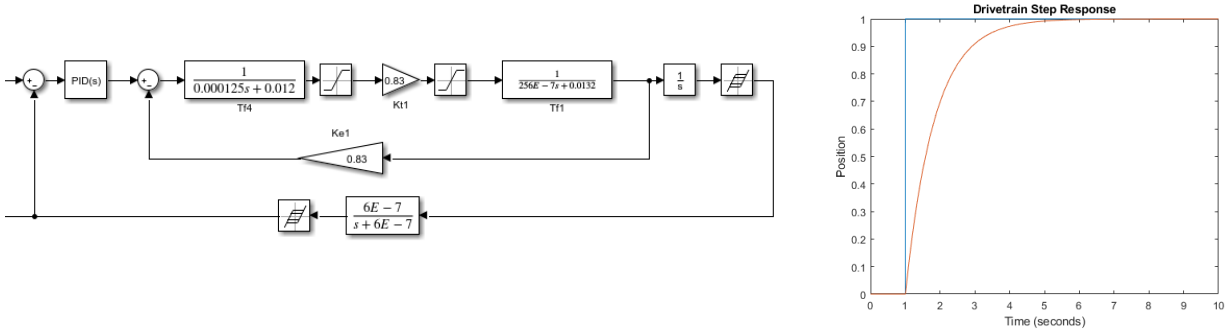 Drivetrain Step Response
+
−
PID(s)
+
−
1
0.000125s + 0.012
Tf4
0.83
Kt1
1
256E − 7s + 0.0132
Tf1
1
s
Ke1
0.83
6E − 7
s + 6E − 7
Position
1
0.9
0.8
0.7
0.6
0.5
0.4
0.3
0.2
0.1
0
0 1 2 3 4 5 6 7 8 9 10
Time (seconds)